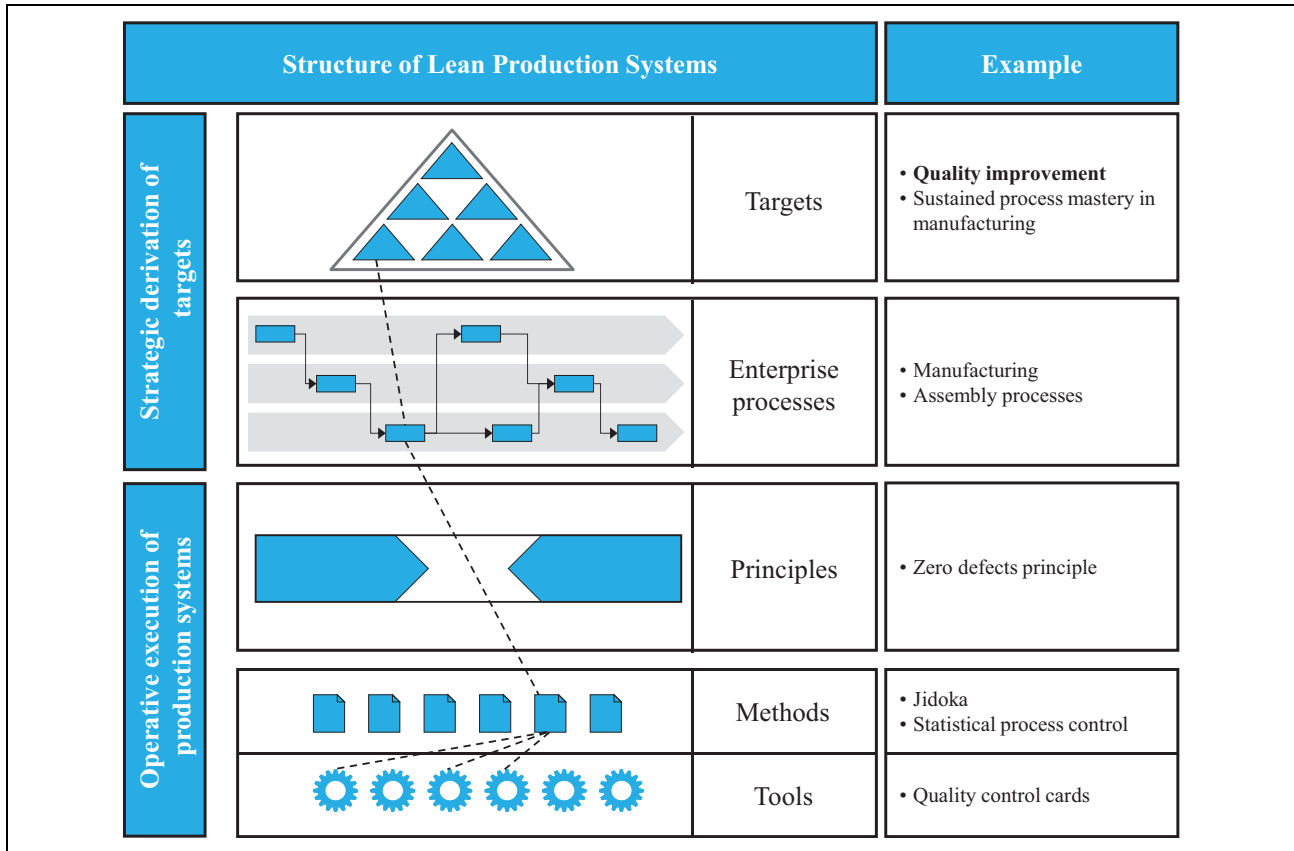 Structure of Lean Production Systems
Example
Strategic derivation of
targets
Targets
• Quality improvement
• Sustained process mastery in
manufacturing
Enterprise
processes
• Manufacturing
• Assembly processes
Operative execution of
production systems
Principles
• Zero defects principle
Methods
• Jidoka
• Statistical process control
Tools
• Quality control cards